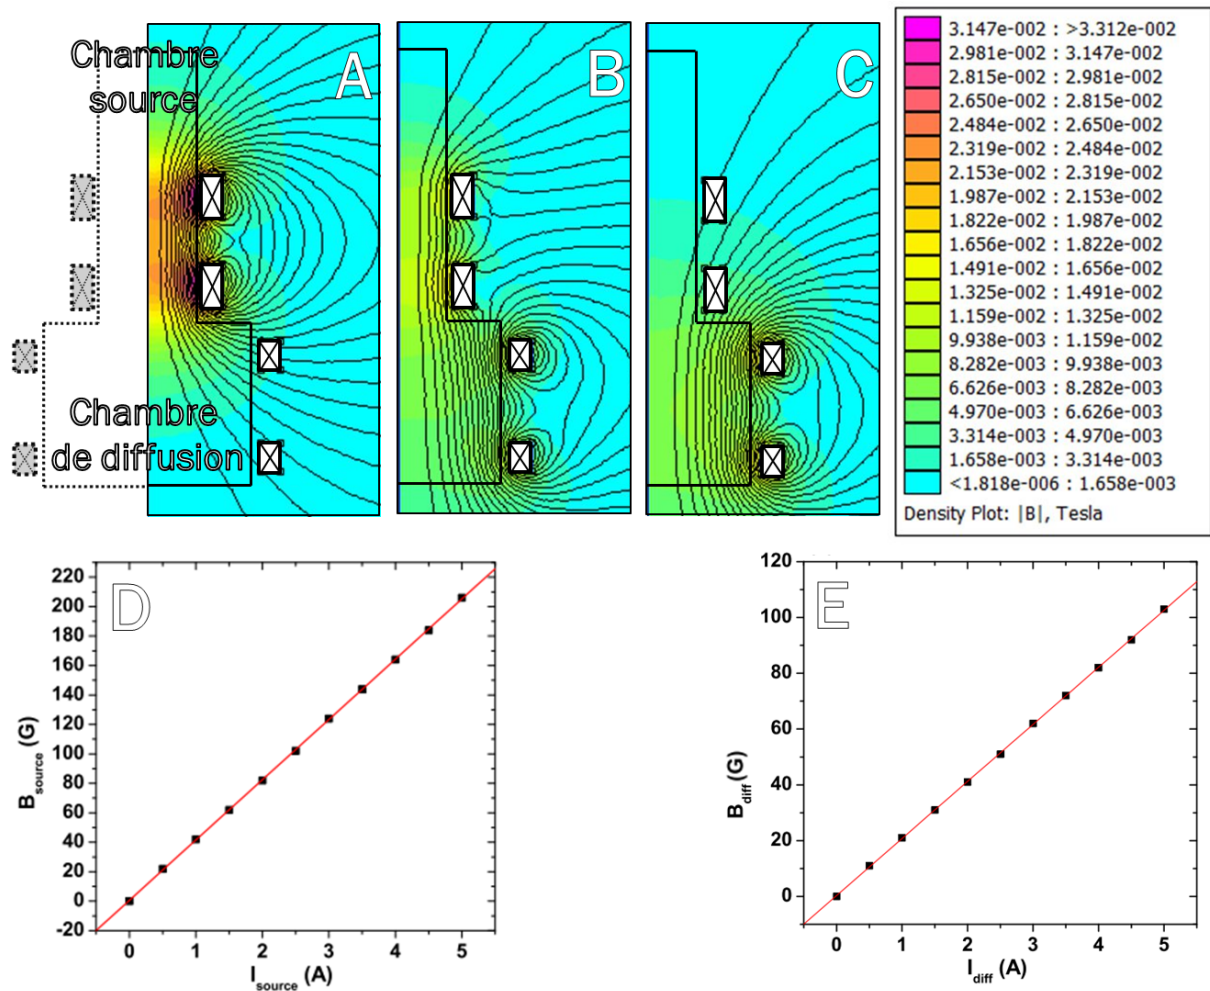 Chambre
source
A
B
C
Chambre
de diffusion
3.147e-002 : >3.312e-002
2.981e-002 : 3.147e-002
2.815e-002 : 2.981e-002
2.650e-002 : 2.815e-002
2.484e-002 : 2.650e-002
2.319e-002 : 2.484e-002
2.153e-002 : 2.319e-002
1.987e-002 : 2.153e-002
1.822e-002 : 1.987e-002
1.656e-002 : 1.822e-002
1.491e-002 : 1.656e-002
1.325e-002 : 1.491e-002
1.159e-002 : 1.325e-002
9.938e-003 : 1.159e-002
8.282e-003 : 9.938e-003
6.626e-003 : 8.282e-003
4.970e-003 : 6.626e-003
3.314e-003 : 4.970e-003
1.658e-003 : 3.314e-003
<1.818e-006 : 1.658e-003
Density Plot: |B|, Tesla
D
220
200
180
160
140
120
100
80
60
40
20
0
-20
B_source (G)
0 1 2 3 4 5
I_source (A)
E
120
100
80
60
40
20
0
B_diff (G)
0 1 2 3 4 5
I_diff (A)